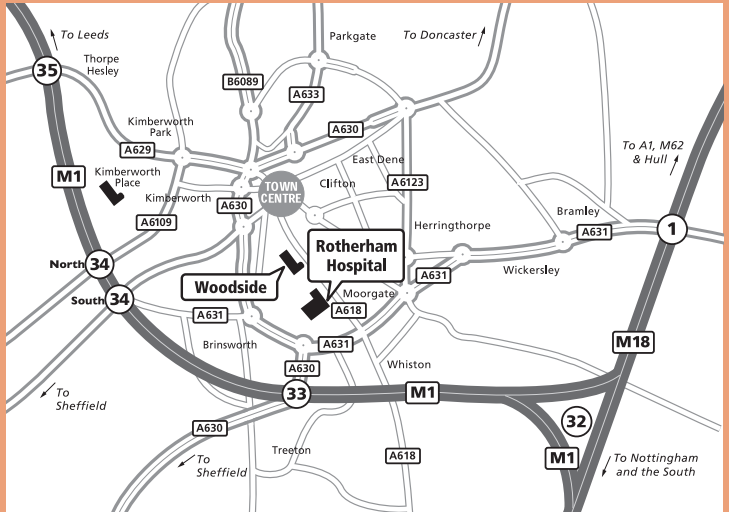 To Leeds
Parkgate
To Doncaster
Thorpe
Hesley
35
B6089
A633
Kimberworth
Park
A630
To A1, M62
& Hull
A629
East Dene
M1
Kimberworth
Place
TOWN
CENTRE
Clifton
A6123
Kimberworth
A630
Bramley
A6109
Herringthorpe
A631
1
Rotherham
Hospital
North
34
Woodside
A631
Wickersley
South
34
Moorgate
A618
A631
Brinsworth
A631
M18
Whiston
A630
To
Sheffield
33
M1
32
A630
Treeton
To
Sheffield
A618
M1
To Nottingham
and the South